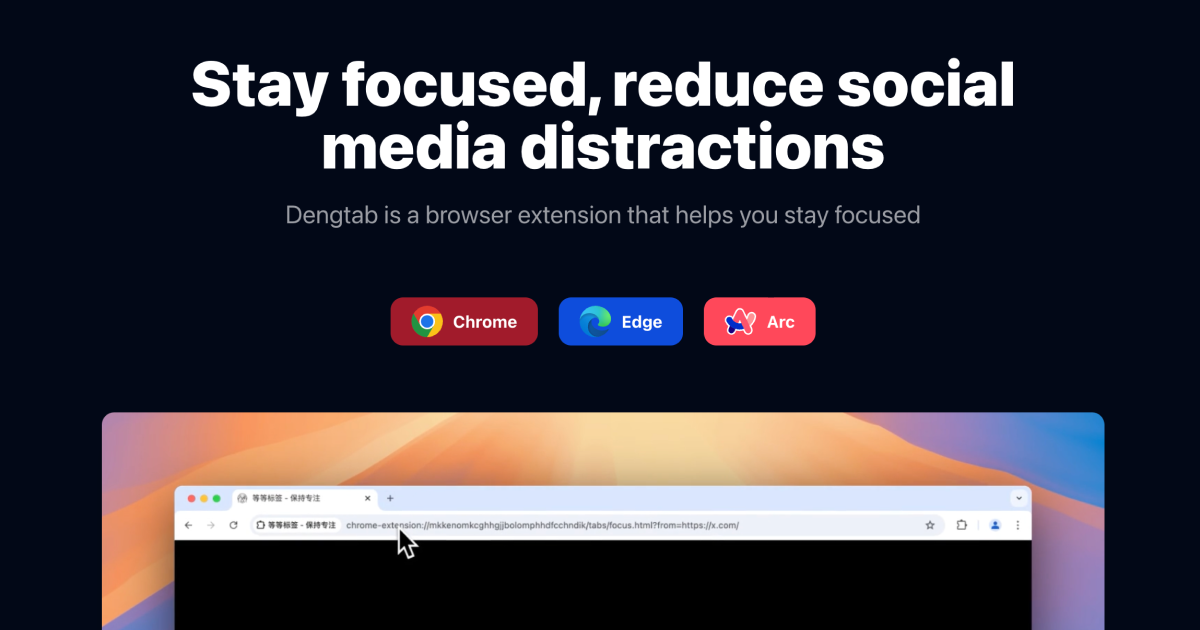 Stay focused, reduce social
media distractions
Dengtab is a browser extension that helps you stay focused
Chrome
Edge
Arc
等等标签 - 保持专注
等等标签 - 保持专注
chrome-extension://mkkenomkcghhgjjbolomphhdfcchndik/tabs/focus.html?from=https://x.com/